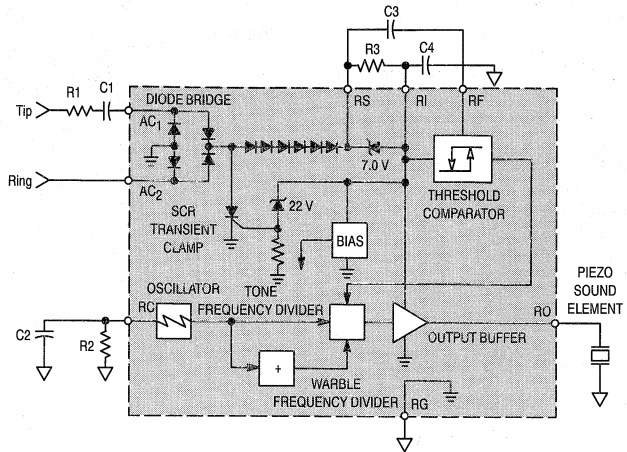 C3
R3
C4
R1
C1
DIODE BRIDGE
RS
RI
RF
Tip
AC1
7.0 V
Ring
AC2
THRESHOLD
COMPARATOR
SCR
TRANSIENT
CLAMP
22 V
BIAS
PIEZO
SOUND
ELEMENT
OSCILLATOR
TONE
FREQUENCY DIVIDER
RC
RO
C2
R2
OUTPUT BUFFER
+
WARBLE
FREQUENCY DIVIDER
RG